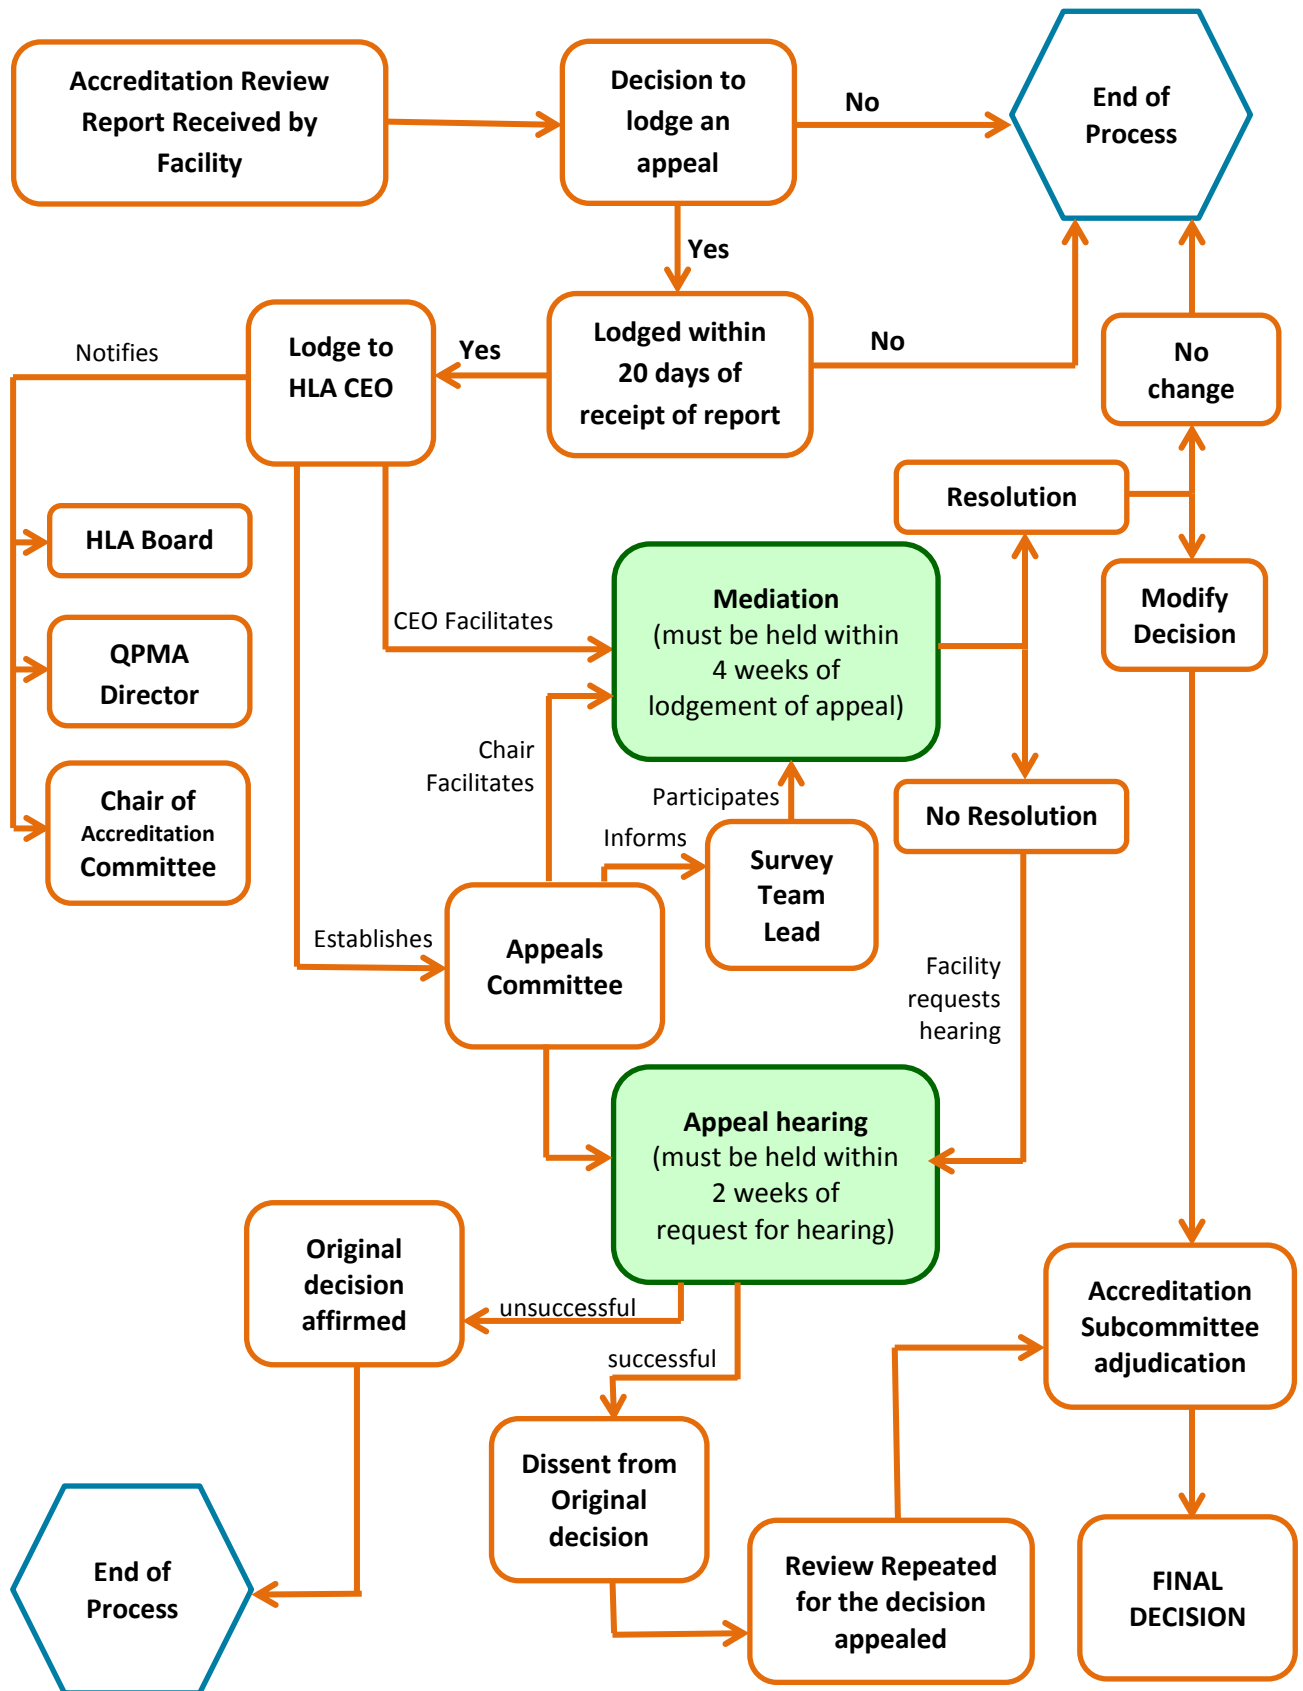 Accreditation Review
Report Received by
Facility
Decision to
lodge an
appeal
No
End of
Process
Yes
Lodged within
20 days of
receipt of report
No
Yes
Lodge to
HLA CEO
Notifies
HLA Board
QPMA
Director
Chair of
Accreditation
Committee
No
change
Resolution
Modify
Decision
CEO Facilitates
Mediation
(must be held within
4 weeks of
lodgement of appeal)
Chair
Facilitates
Participates
Informs
Survey
Team
Lead
No Resolution
Establishes
Appeals
Committee
Facility
requests
hearing
Appeal hearing
(must be held within
2 weeks of
request for hearing)
Original
decision
affirmed
unsuccessful
successful
Accreditation
Subcommittee
adjudication
Dissent from
Original
decision
End of
Process
Review Repeated
for the decision
appealed
FINAL
DECISION